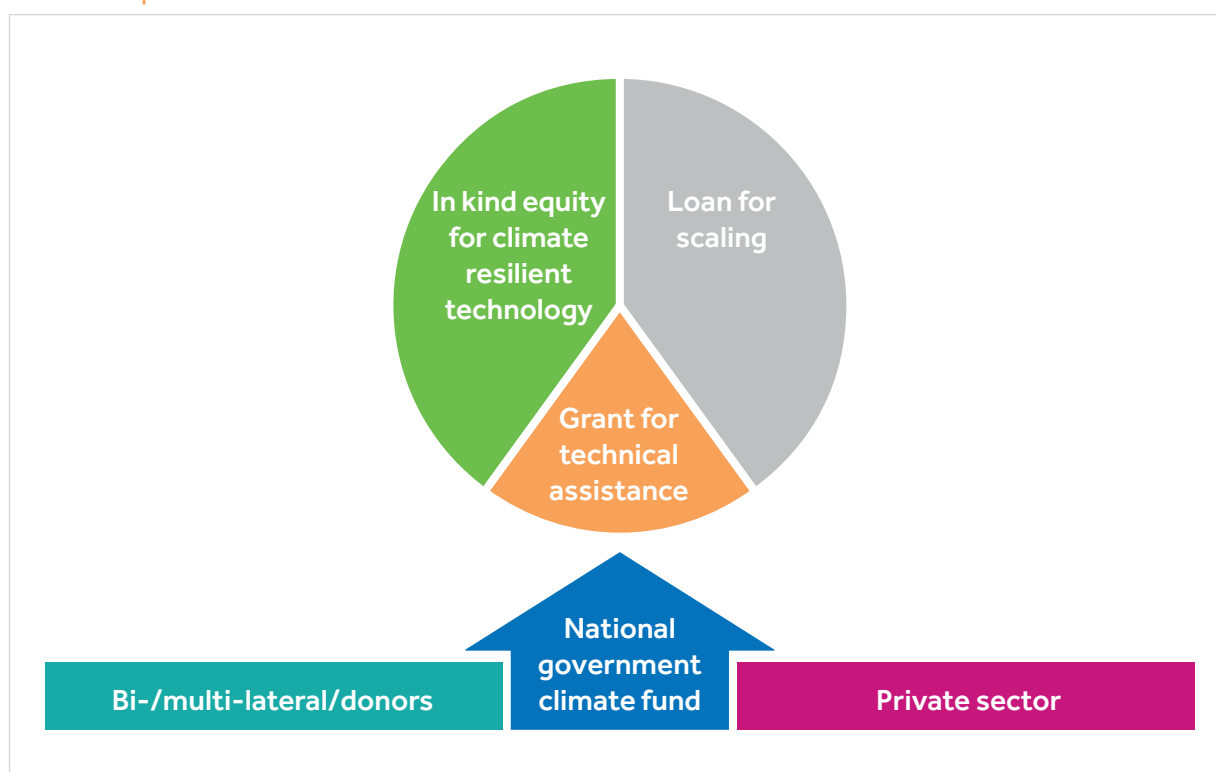 In kind equity
for climate
resilient
technology
Loan for
scaling
Grant for
technical
assistance
National
government
climate fund
Bi-/multi-lateral/donors
Private sector